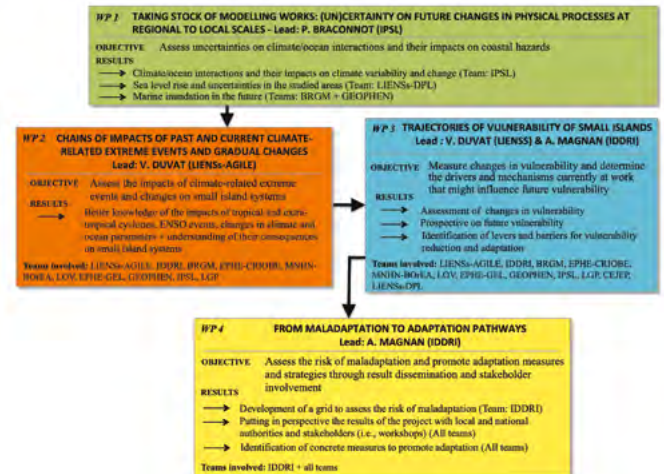 WP 1 TAKING STOCK OF MODELLING WORKS: (UN)CERTAINTY ON FUTURE CHANGES IN PHYSICAL PROCESSES AT
REGIONAL TO LOCAL SCALES - Lead: P. BRACONNOT (IPSL)
OBJECTIVE Assess uncertainties on climate/ocean interactions and their impacts on coastal hazards
RESULTS
Climate/ocean interactions and their impacts on climate variability and change (Team: IPSL)
Sea level rise and uncertainties in the studied areas (Team: LIENSs-DPL)
Marine inundation in the future (Teams: BRGM + GEOPHEN)
WP 2 CHAINS OF IMPACTS OF PAST AND CURRENT CLIMATE-
RELATED EXTREME EVENTS AND GRADUAL CHANGES
Lead: V. DUVAT (LIENSs-AGILE)
OBJECTIVE Assess the impacts of climate-related extreme
events and changes on small island systems
RESULTS
Better knowledge of the impacts of tropical and extra-
tropical cyclones, ENSO events, changes in climate and
ocean parameters + understanding of their consequences
on small island systems
Teams involved: LIENSs-AGILE, IDDRI, BRGM, EPHE-CRIOBE, MNHN-
BOrEA, LOV, EPHE-GEL, GEOPHEN, IPSL, LGP
WP 3 TRAJECTORIES OF VULNERABILITY OF SMALL ISLANDS
Lead : V. DUVAT (LIENSS) & A. MAGNAN (IDDRI)
OBJECTIVE Measure changes in vulnerability and determine
the drivers and mechanisms currently at work
that might influence future vulnerability
RESULTS
Assessment of changes in vulnerability
Prospective on future vulnerability
Identification of levers and barriers for vulnerability
reduction and adaptation
Teams involved: LIENSs-AGILE, IDDRI, BRGM, EPHE-CRIOBE,
MNHN-BOrEA, LOV, EPHE-GEL, GEOPHEN, IPSL, LGP, CEJEP,
LIENSs-DPL
WP 4 FROM MALADAPTATION TO ADAPTATION PATHWAYS
Lead: A. MAGNAN (IDDRI)
OBJECTIVE Assess the risk of maladaptation and promote adaptation measures
and strategies through result dissemination and stakeholder
involvement
RESULTS
Development of a grid to assess the risk of maladaptation (Team: IDDRI)
Putting in perspective the results of the project with local and national
authorities and stakeholders (i.e., workshops) (All teams)
Identification of concrete measures to promote adaptation (All teams)
Teams involved: IDDRI + all teams